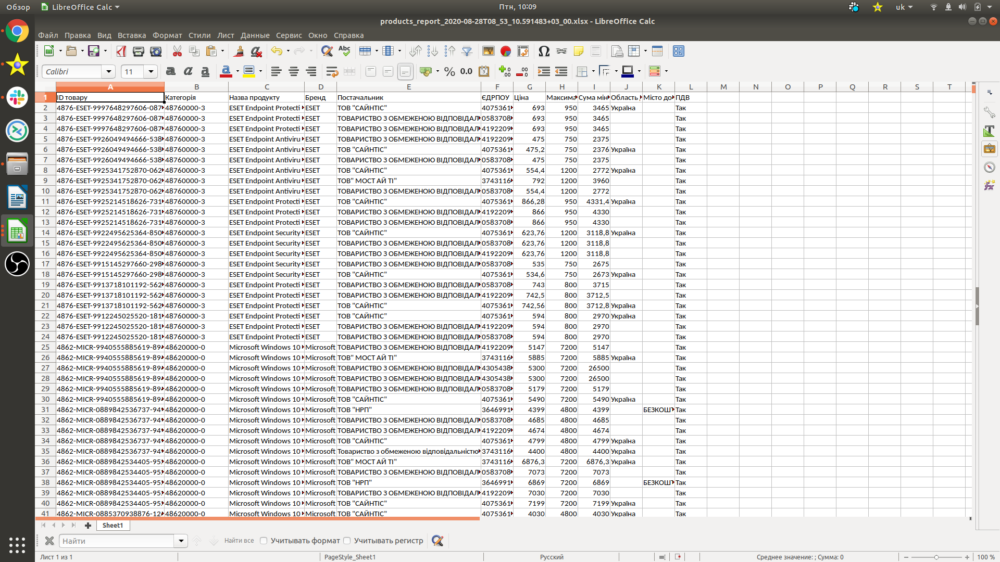 Обзор LibreOffice Calc Птн, 10:09 uk
products_report_2020-08-28T08_53_10.591483+03_00.xlsx - LibreOffice Calc
Файл Правка Вид Вставка Формат Стили Лист Данные Сервис Окно Справка
Calibri 11
A B C D E F G H I J K L M N O P Q R S T
1 ID товару Категорія Назва продукту Бренд Постачальник ЄДРПОУ Ціна Максима Сума мін Область Місто до ПДВ
2 4876-ESET-9997648297606-087 48760000-3 ESET Endpoint Protecti ESET ТОВ "САЙНТІС" 4075361 693 950 3465 Україна Так
3 4876-ESET-9997648297606-087 48760000-3 ESET Endpoint Protecti ESET ТОВАРИСТВО З ОБМЕЖЕНОЮ ВІДПОВІДАЛ 0583708 693 950 3465 Так
4 4876-ESET-9997648297606-087 48760000-3 ESET Endpoint Protecti ESET ТОВАРИСТВО З ОБМЕЖЕНОЮ ВІДПОВІДАЛ 4192209 693 950 3465 Так
5 4876-ESET-9926049494666-538 48760000-3 ESET Endpoint Antiviru ESET ТОВАРИСТВО З ОБМЕЖЕНОЮ ВІДПОВІДАЛ 4192209 475 750 2375 Так
6 4876-ESET-9926049494666-538 48760000-3 ESET Endpoint Antiviru ESET ТОВ "САЙНТІС" 4075361 475,2 750 2376 Україна Так
7 4876-ESET-9926049494666-538 48760000-3 ESET Endpoint Antiviru ESET ТОВАРИСТВО З ОБМЕЖЕНОЮ ВІДПОВІДАЛ 0583708 475 750 2375 Так
8 4876-ESET-9925341752870-062 48760000-3 ESET Endpoint Antiviru ESET ТОВ "САЙНТІС" 4075361 554,4 1200 2772 Україна Так
9 4876-ESET-9925341752870-062 48760000-3 ESET Endpoint Antiviru ESET ТОВ" МОСТ АЙ ТІ" 3743116 792 1200 3960 Так
10 4876-ESET-9925341752870-062 48760000-3 ESET Endpoint Antiviru ESET ТОВАРИСТВО З ОБМЕЖЕНОЮ ВІДПОВІДАЛ 0583708 554,4 1200 2772 Так
11 4876-ESET-9925214518626-731 48760000-3 ESET Endpoint Protecti ESET ТОВ "САЙНТІС" 4075361 866,28 950 4331,4 Україна Так
12 4876-ESET-9925214518626-731 48760000-3 ESET Endpoint Protecti ESET ТОВАРИСТВО З ОБМЕЖЕНОЮ ВІДПОВІДАЛ 4192209 866 950 4330 Так
13 4876-ESET-9925214518626-731 48760000-3 ESET Endpoint Protecti ESET ТОВАРИСТВО З ОБМЕЖЕНОЮ ВІДПОВІДАЛ 0583708 866 950 4330 Так
14 4876-ESET-9922495625364-850 48760000-3 ESET Endpoint Security ESET ТОВ "САЙНТІС" 4075361 623,76 1200 3118,8 Україна Так
15 4876-ESET-9922495625364-850 48760000-3 ESET Endpoint Security ESET ТОВАРИСТВО З ОБМЕЖЕНОЮ ВІДПОВІДАЛ 0583708 623,76 1200 3118,8 Так
16 4876-ESET-9922495625364-850 48760000-3 ESET Endpoint Security ESET ТОВАРИСТВО З ОБМЕЖЕНОЮ ВІДПОВІДАЛ 4192209 623,76 1200 3118,8 Так
17 4876-ESET-9915145297660-298 48760000-3 ESET Endpoint Security ESET ТОВАРИСТВО З ОБМЕЖЕНОЮ ВІДПОВІДАЛ 0583708 535 750 2675 Так
18 4876-ESET-9915145297660-298 48760000-3 ESET Endpoint Security ESET ТОВ "САЙНТІС" 4075361 534,6 750 2673 Україна Так
19 4876-ESET-9913718101192-562 48760000-3 ESET Endpoint Protecti ESET ТОВАРИСТВО З ОБМЕЖЕНОЮ ВІДПОВІДАЛ 0583708 743 800 3715 Так
20 4876-ESET-9913718101192-562 48760000-3 ESET Endpoint Protecti ESET ТОВАРИСТВО З ОБМЕЖЕНОЮ ВІДПОВІДАЛ 4192209 742,5 800 3712,5 Так
21 4876-ESET-9913718101192-562 48760000-3 ESET Endpoint Protecti ESET ТОВ "САЙНТІС" 4075361 742,56 800 3712,8 Україна Так
22 4876-ESET-9912245025520-181 48760000-3 ESET Endpoint Protecti ESET ТОВ "САЙНТІС" 4075361 594 800 2970 Україна Так
23 4876-ESET-9912245025520-181 48760000-3 ESET Endpoint Protecti ESET ТОВАРИСТВО З ОБМЕЖЕНОЮ ВІДПОВІДАЛ 4192209 594 800 2970 Так
24 4876-ESET-9912245025520-181 48760000-3 ESET Endpoint Protecti ESET ТОВАРИСТВО З ОБМЕЖЕНОЮ ВІДПОВІДАЛ 0583708 594 800 2970 Так
25 4862-MICR-9940555885619-89 48620000-0 Microsoft Windows 10 Microsoft ТОВАРИСТВО З ОБМЕЖЕНОЮ ВІДПОВІДАЛ 4192209 5147 7200 5147 Так
26 4862-MICR-9940555885619-89 48620000-0 Microsoft Windows 10 Microsoft ТОВ" МОСТ АЙ ТІ" 3743116 5885 7200 5885 Україна Так
27 4862-MICR-9940555885619-89 48620000-0 Microsoft Windows 10 Microsoft ТОВАРИСТВО З ОБМЕЖЕНОЮ ВІДПОВІДАЛ 4305438 5300 7200 26500 Так
28 4862-MICR-9940555885619-89 48620000-0 Microsoft Windows 10 Microsoft ТОВАРИСТВО З ОБМЕЖЕНОЮ ВІДПОВІДАЛ 4305438 5300 7200 26500 Так
29 4862-MICR-9940555885619-89 48620000-0 Microsoft Windows 10 Microsoft ТОВАРИСТВО З ОБМЕЖЕНОЮ ВІДПОВІДАЛ 0583708 5179 7200 5179 Так
30 4862-MICR-9940555885619-89 48620000-0 Microsoft Windows 10 Microsoft ТОВ "САЙНТІС" 4075361 5490 7200 5490 Україна Так
31 4862-MICR-0889842536737-94 48620000-0 Microsoft Windows 10 Microsoft ТОВ "НРП" 3646991 4399 4800 4399 БЕЗКОШ Так
32 4862-MICR-0889842536737-94 48620000-0 Microsoft Windows 10 Microsoft ТОВАРИСТВО З ОБМЕЖЕНОЮ ВІДПОВІДАЛ 0583708 4685 4800 4685 Так
33 4862-MICR-0889842536737-94 48620000-0 Microsoft Windows 10 Microsoft ТОВАРИСТВО З ОБМЕЖЕНОЮ ВІДПОВІДАЛ 4192209 4674 4800 4674 Так
34 4862-MICR-0889842536737-94 48620000-0 Microsoft Windows 10 Microsoft ТОВ "САЙНТІС" 4075361 4799 4800 4799 Україна Так
35 4862-MICR-0889842536737-94 48620000-0 Microsoft Windows 10 Microsoft Товариство з обмеженою відповідальністю 3743116 4400 4800 4400 Україна Так
36 4862-MICR-0889842534405-95 48620000-0 Microsoft Windows 10 Microsoft ТОВ" МОСТ АЙ ТІ" 3743116 6876,3 7200 6876,3 Україна Так
37 4862-MICR-0889842534405-95 48620000-0 Microsoft Windows 10 Microsoft ТОВАРИСТВО З ОБМЕЖЕНОЮ ВІДПОВІДАЛ 0583708 7073 7200 7073 Так
38 4862-MICR-0889842534405-95 48620000-0 Microsoft Windows 10 Microsoft ТОВ "НРП" 3646991 6869 7200 6869 БЕЗКОШ Так
39 4862-MICR-0889842534405-95 48620000-0 Microsoft Windows 10 Microsoft ТОВАРИСТВО З ОБМЕЖЕНОЮ ВІДПОВІДАЛ 4192209 7030 7200 7030 Так
40 4862-MICR-0889842534405-95 48620000-0 Microsoft Windows 10 Microsoft ТОВ "САЙНТІС" 4075361 7199 7200 7199 Україна Так
41 4862-MICR-0885370938876-12 48620000-0 Microsoft Windows 10 Microsoft ТОВ "САЙНТІС" 4075361 4030 4800 4030 Україна Так
Sheet1
Найти Найти все Учитывать формат Учитывать регистр
Лист 1 из 1 PageStyle_Sheet1 Русский Среднее значение: ; Сумма: 0 100 %